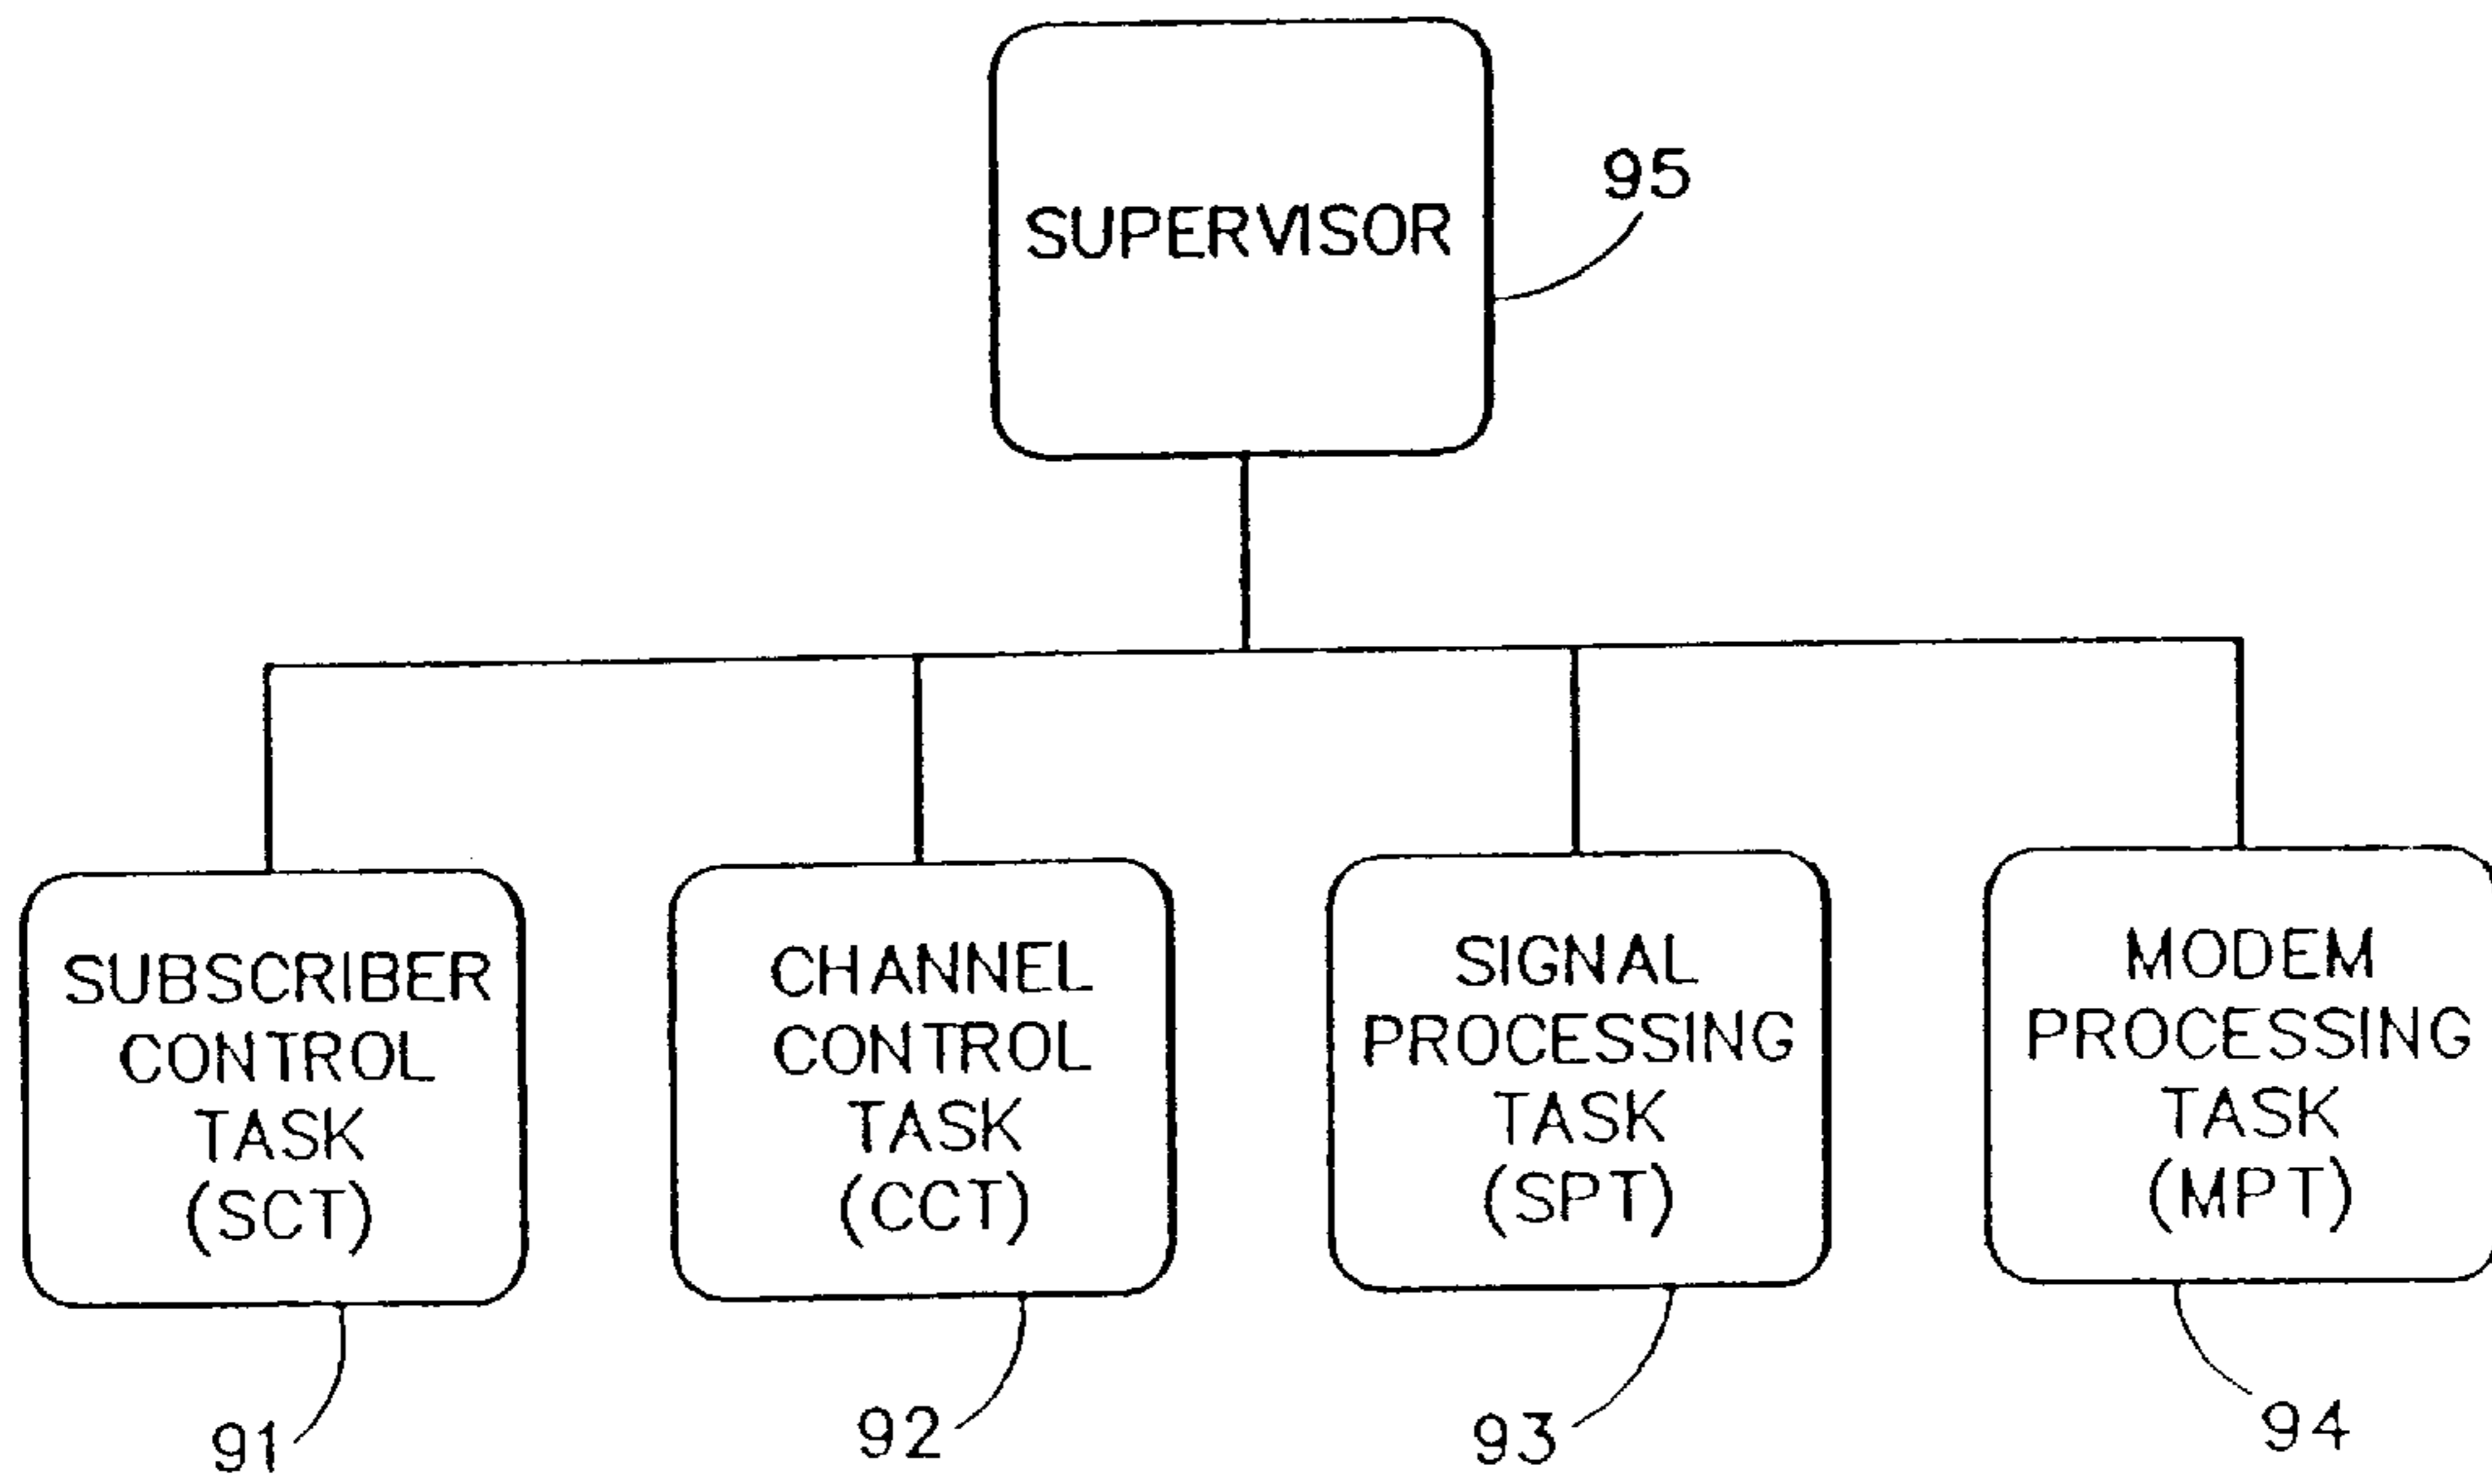 SUPERVISOR
95
SUBSCRIBER
CONTROL
TASK
(SCT)
91
CHANNEL
CONTROL
TASK
(CCT)
92
SIGNAL
PROCESSING
TASK
(SPT)
93
MODEM
PROCESSING
TASK
(MPT)
94